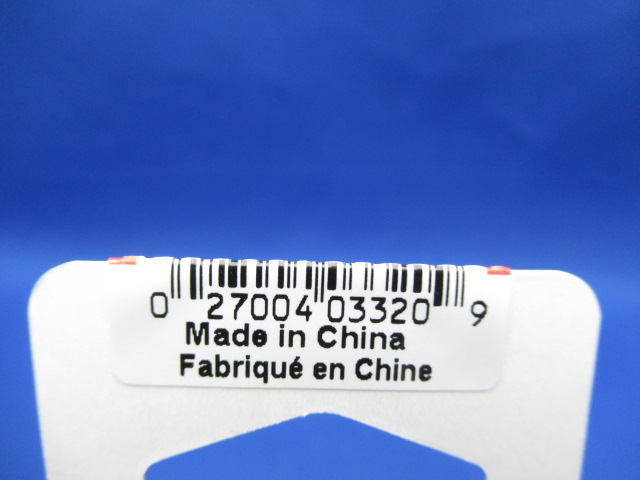 0 27004 03320 9
Made in China
Fabriqué en Chine